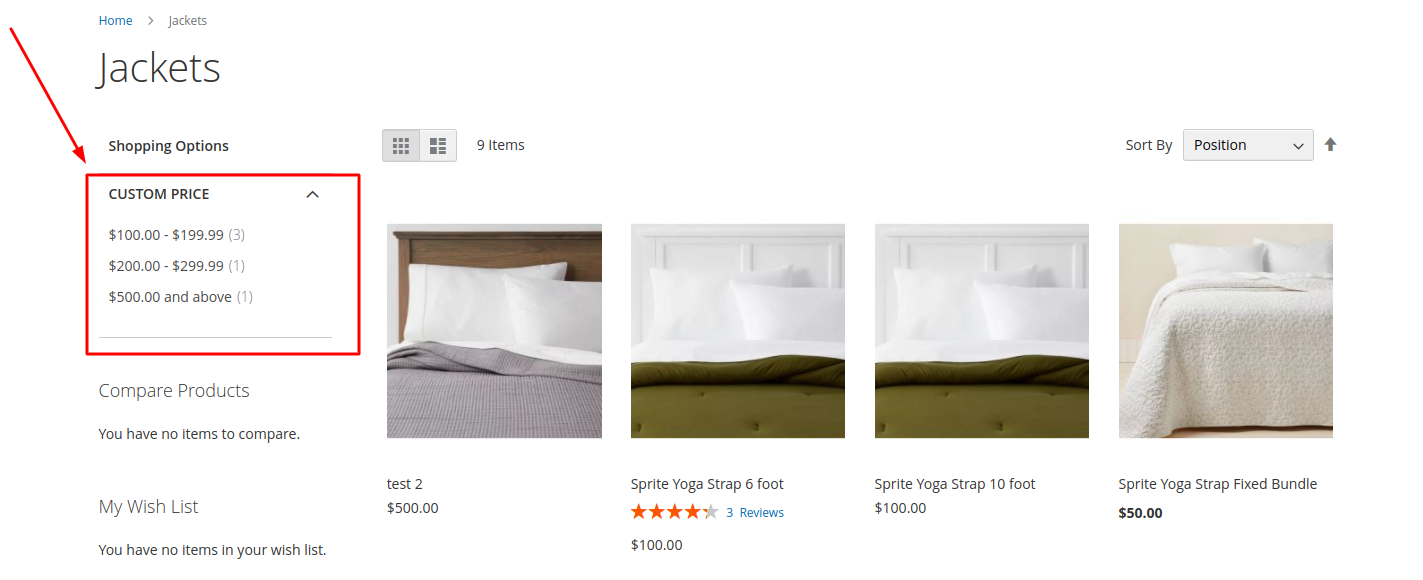 Home > Jackets
Jackets
Shopping Options
9 Items
Sort By Position
CUSTOM PRICE
$100.00 - $199.99 (3)
$200.00 - $299.99 (1)
$500.00 and above (1)
Compare Products
You have no items to compare.
My Wish List
You have no items in your wish list.
test 2
$500.00
Sprite Yoga Strap 6 foot
3 Reviews
$100.00
Sprite Yoga Strap 10 foot
$100.00
Sprite Yoga Strap Fixed Bundle
$50.00